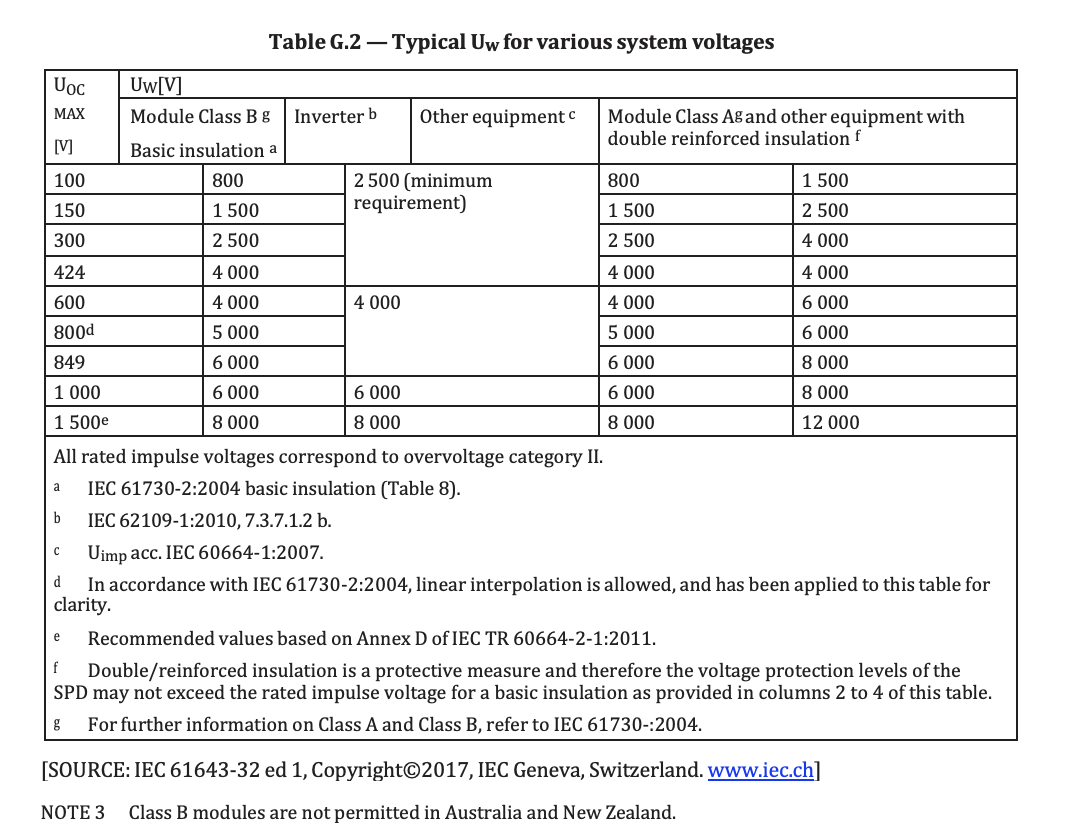 Table G.2 — Typical Uw for various system voltages
UOC MAX [V]
UW[V]
Module Class B g
Basic insulation a
Inverter b
Other equipment c
Module Class Ag and other equipment with
double reinforced insulation f
100 800 2 500 (minimum requirement) 800 1 500
150 1 500 1 500 2 500
300 2 500 2 500 4 000
424 4 000 4 000 4 000
600 4 000 4 000 4 000 6 000
800d 5 000 5 000 6 000
849 6 000 6 000 8 000
1 000 6 000 6 000 6 000 8 000
1 500e 8 000 8 000 8 000 12 000
All rated impulse voltages correspond to overvoltage category II.
a IEC 61730-2:2004 basic insulation (Table 8).
b IEC 62109-1:2010, 7.3.7.1.2 b.
c Uimp acc. IEC 60664-1:2007.
d In accordance with IEC 61730-2:2004, linear interpolation is allowed, and has been applied to this table for
clarity.
e Recommended values based on Annex D of IEC TR 60664-2-1:2011.
f Double/reinforced insulation is a protective measure and therefore the voltage protection levels of the
SPD may not exceed the rated impulse voltage for a basic insulation as provided in columns 2 to 4 of this table.
g For further information on Class A and Class B, refer to IEC 61730-:2004.
[SOURCE: IEC 61643-32 ed 1, Copyright©2017, IEC Geneva, Switzerland. www.iec.ch]
NOTE 3 Class B modules are not permitted in Australia and New Zealand.